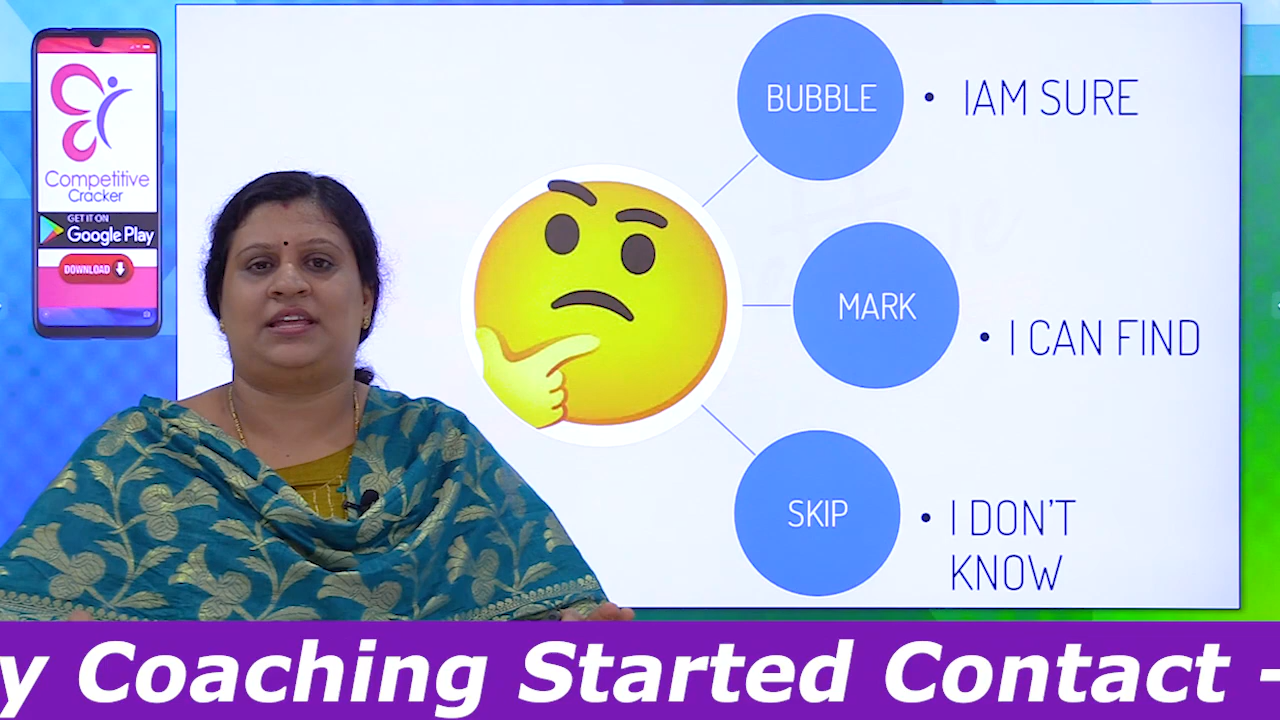 Competitive
Cracker
GET IT ON
Google Play
DOWNLOAD
BUBBLE
• IAM SURE
MARK
• I CAN FIND
SKIP
• I DON'T
KNOW
y Coaching Started Contact -